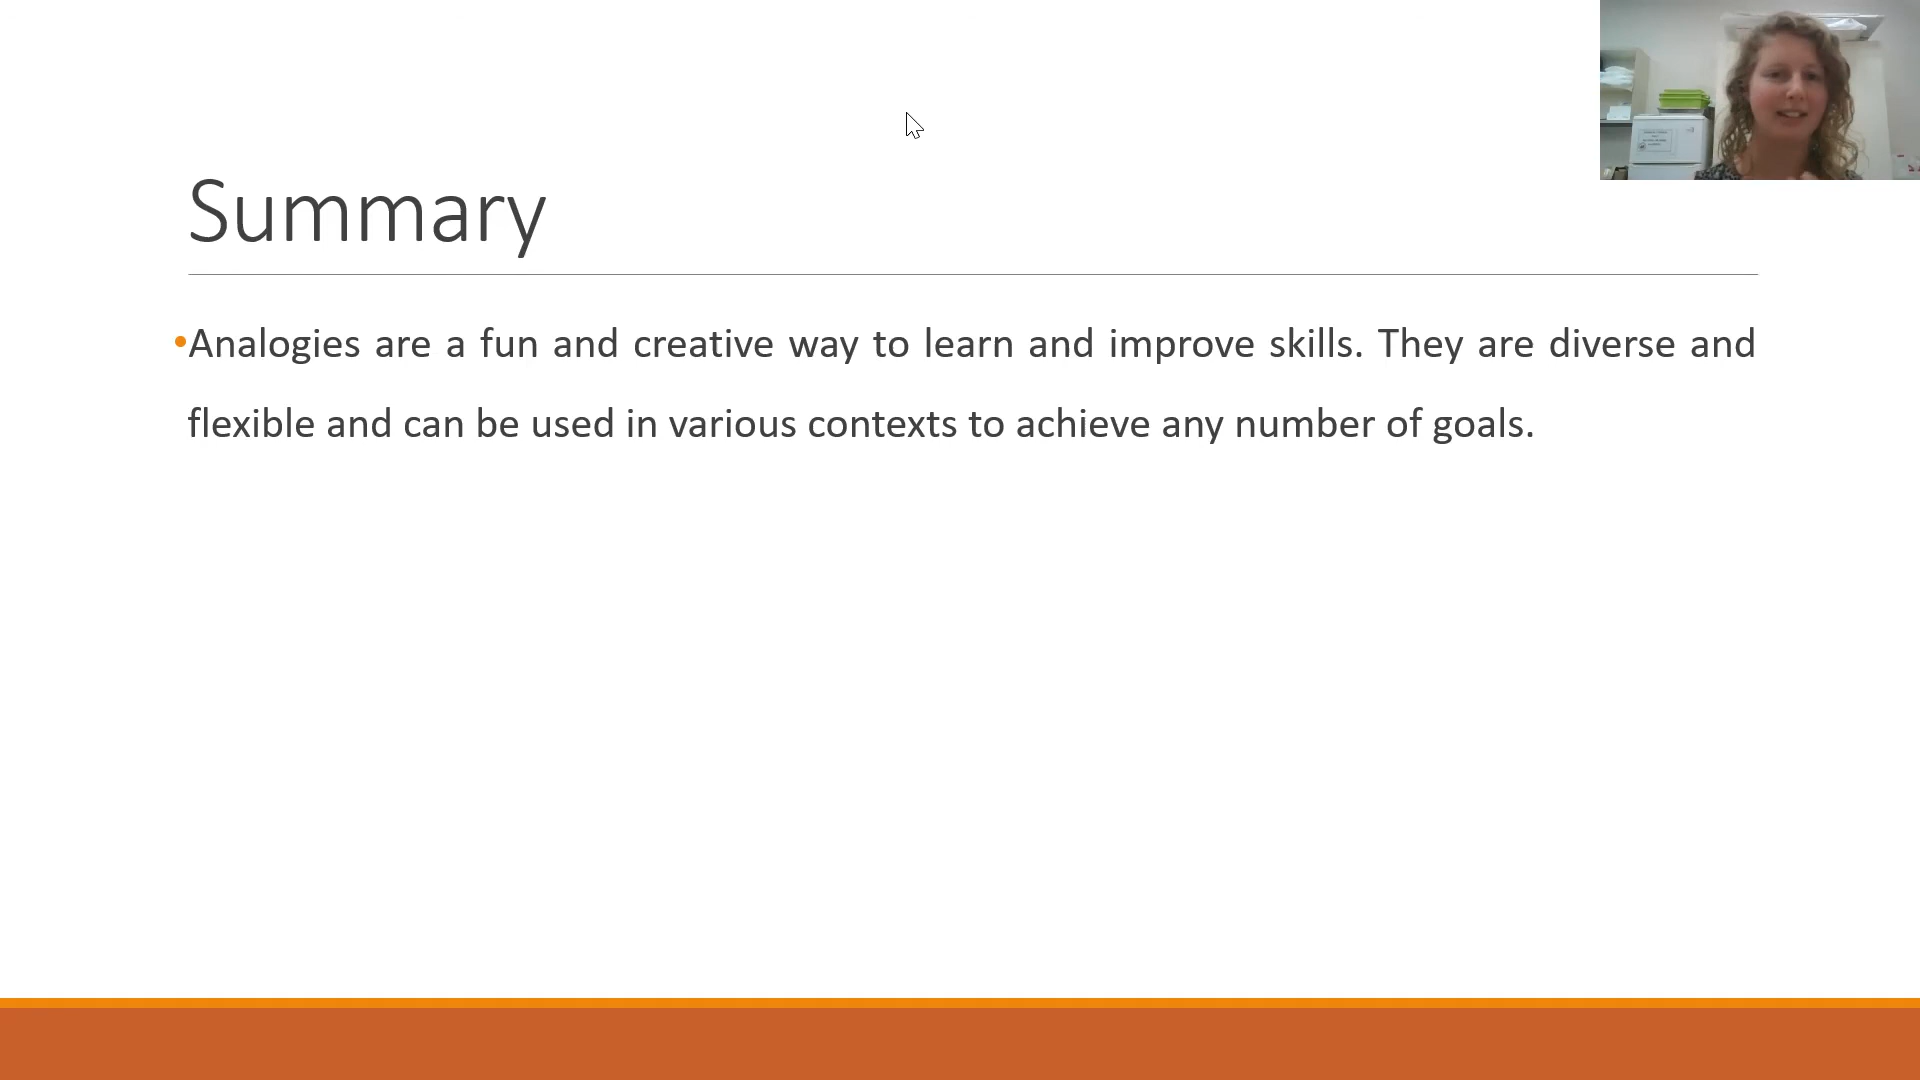 Summary
•Analogies are a fun and creative way to learn and improve skills. They are diverse and
flexible and can be used in various contexts to achieve any number of goals.